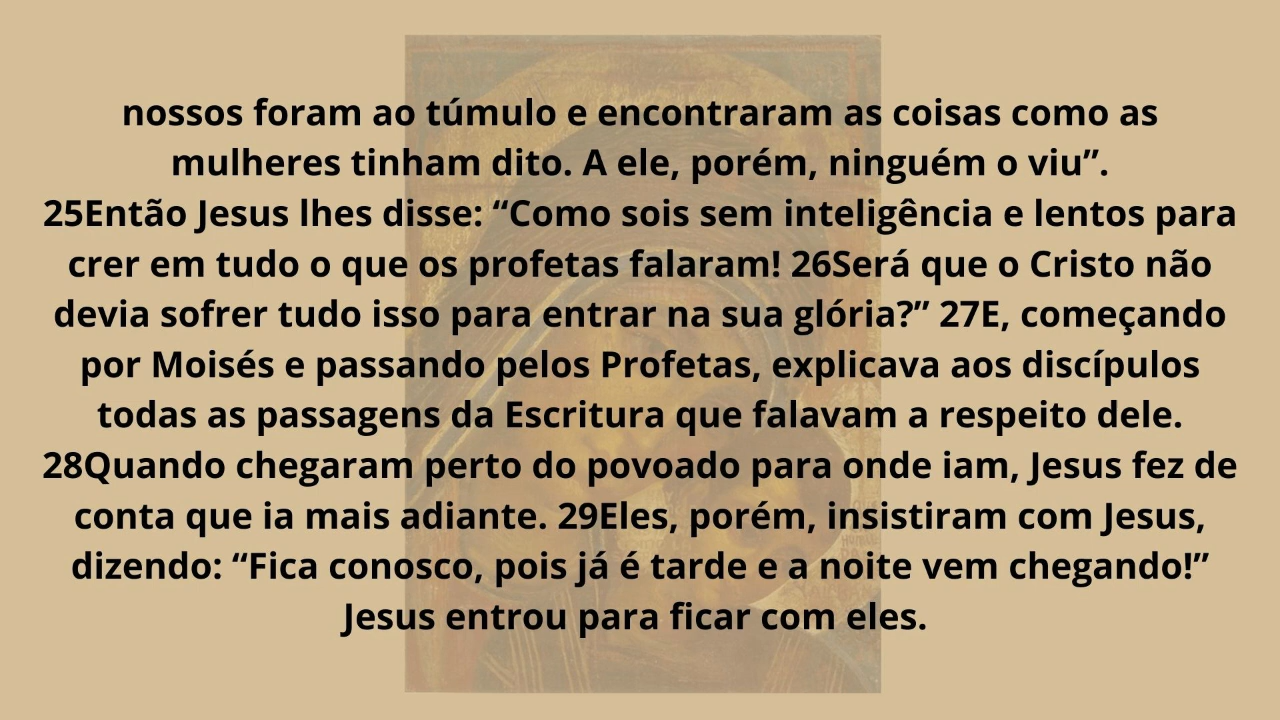 nossos foram ao túmulo e encontraram as coisas como as
mulheres tinham dito. A ele, porém, ninguém o viu”.
25Então Jesus lhes disse: “Como sois sem inteligência e lentos para
crer em tudo o que os profetas falaram! 26Será que o Cristo não
devia sofrer tudo isso para entrar na sua glória?” 27E, começando
por Moisés e passando pelos Profetas, explicava aos discípulos
todas as passagens da Escritura que falavam a respeito dele.
28Quando chegaram perto do povoado para onde iam, Jesus fez de
conta que ia mais adiante. 29Eles, porém, insistiram com Jesus,
dizendo: “Fica conosco, pois já é tarde e a noite vem chegando!”
Jesus entrou para ficar com eles.